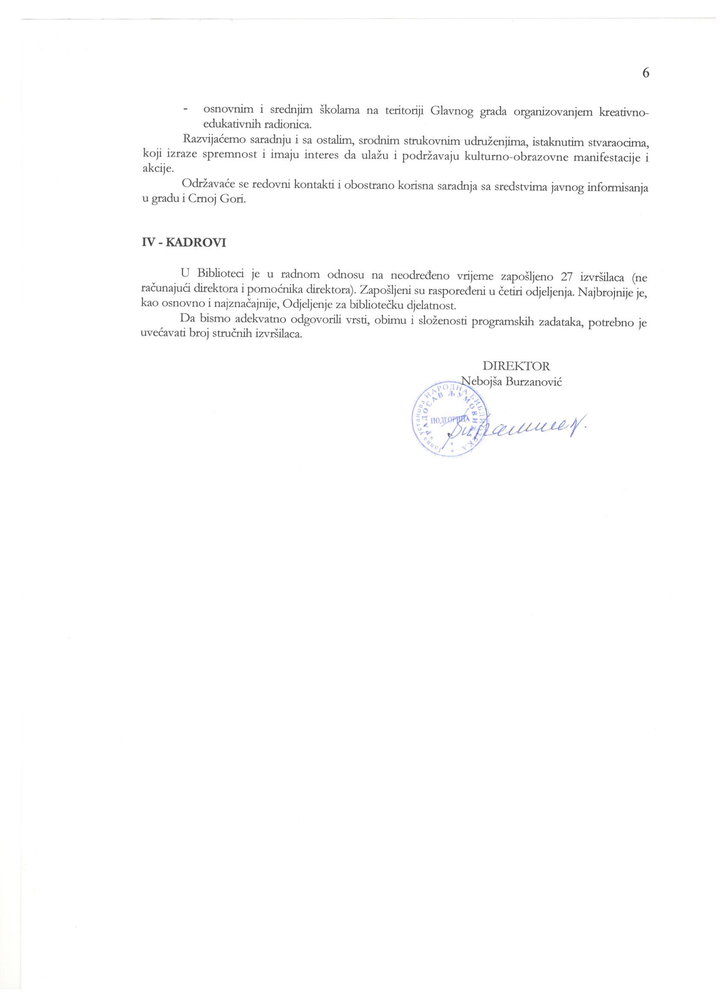 6
- osnovnim i srednjim školama na teritoriji Glavnog grada organizovanjem kreativno-
edukativnih radionica.
Razvijaćemo saradnju i sa ostalim, srodnim strukovnim udruženjima, istaknutim stvaraocima,
koji izraze spremnost i imaju interes da ulažu i podržavaju kulturno-obrazovne manifestacije i
akcije.
Održavaće se redovni kontakti i obostrano korisna saradnja sa sredstvima javnog informisanja
u gradu i Crnoj Gori.
IV - KADROVI
U Biblioteci je u radnom odnosu na neodređeno vrijeme zapošljeno 27 izvršilaca (ne
računajući direktora i pomoćnika direktora). Zapošljeni su raspoređeni u četiri odjeljenja. Najbrojnije je,
kao osnovno i najznačajnije, Odjeljenje za bibliotečku djelatnost.
Da bismo adekvatno odgovorili vrsti, obimu i složenosti programskih zadataka, potrebno je
uvećavati broj stručnih izvršilaca.
DIREKTOR
Nebojša Burzanović
Јавна установа НАРОДНА БИБЛИОТЕКА
"РАДОСАВ ЉУМОВИЋ"
ПОДГОРИЦА